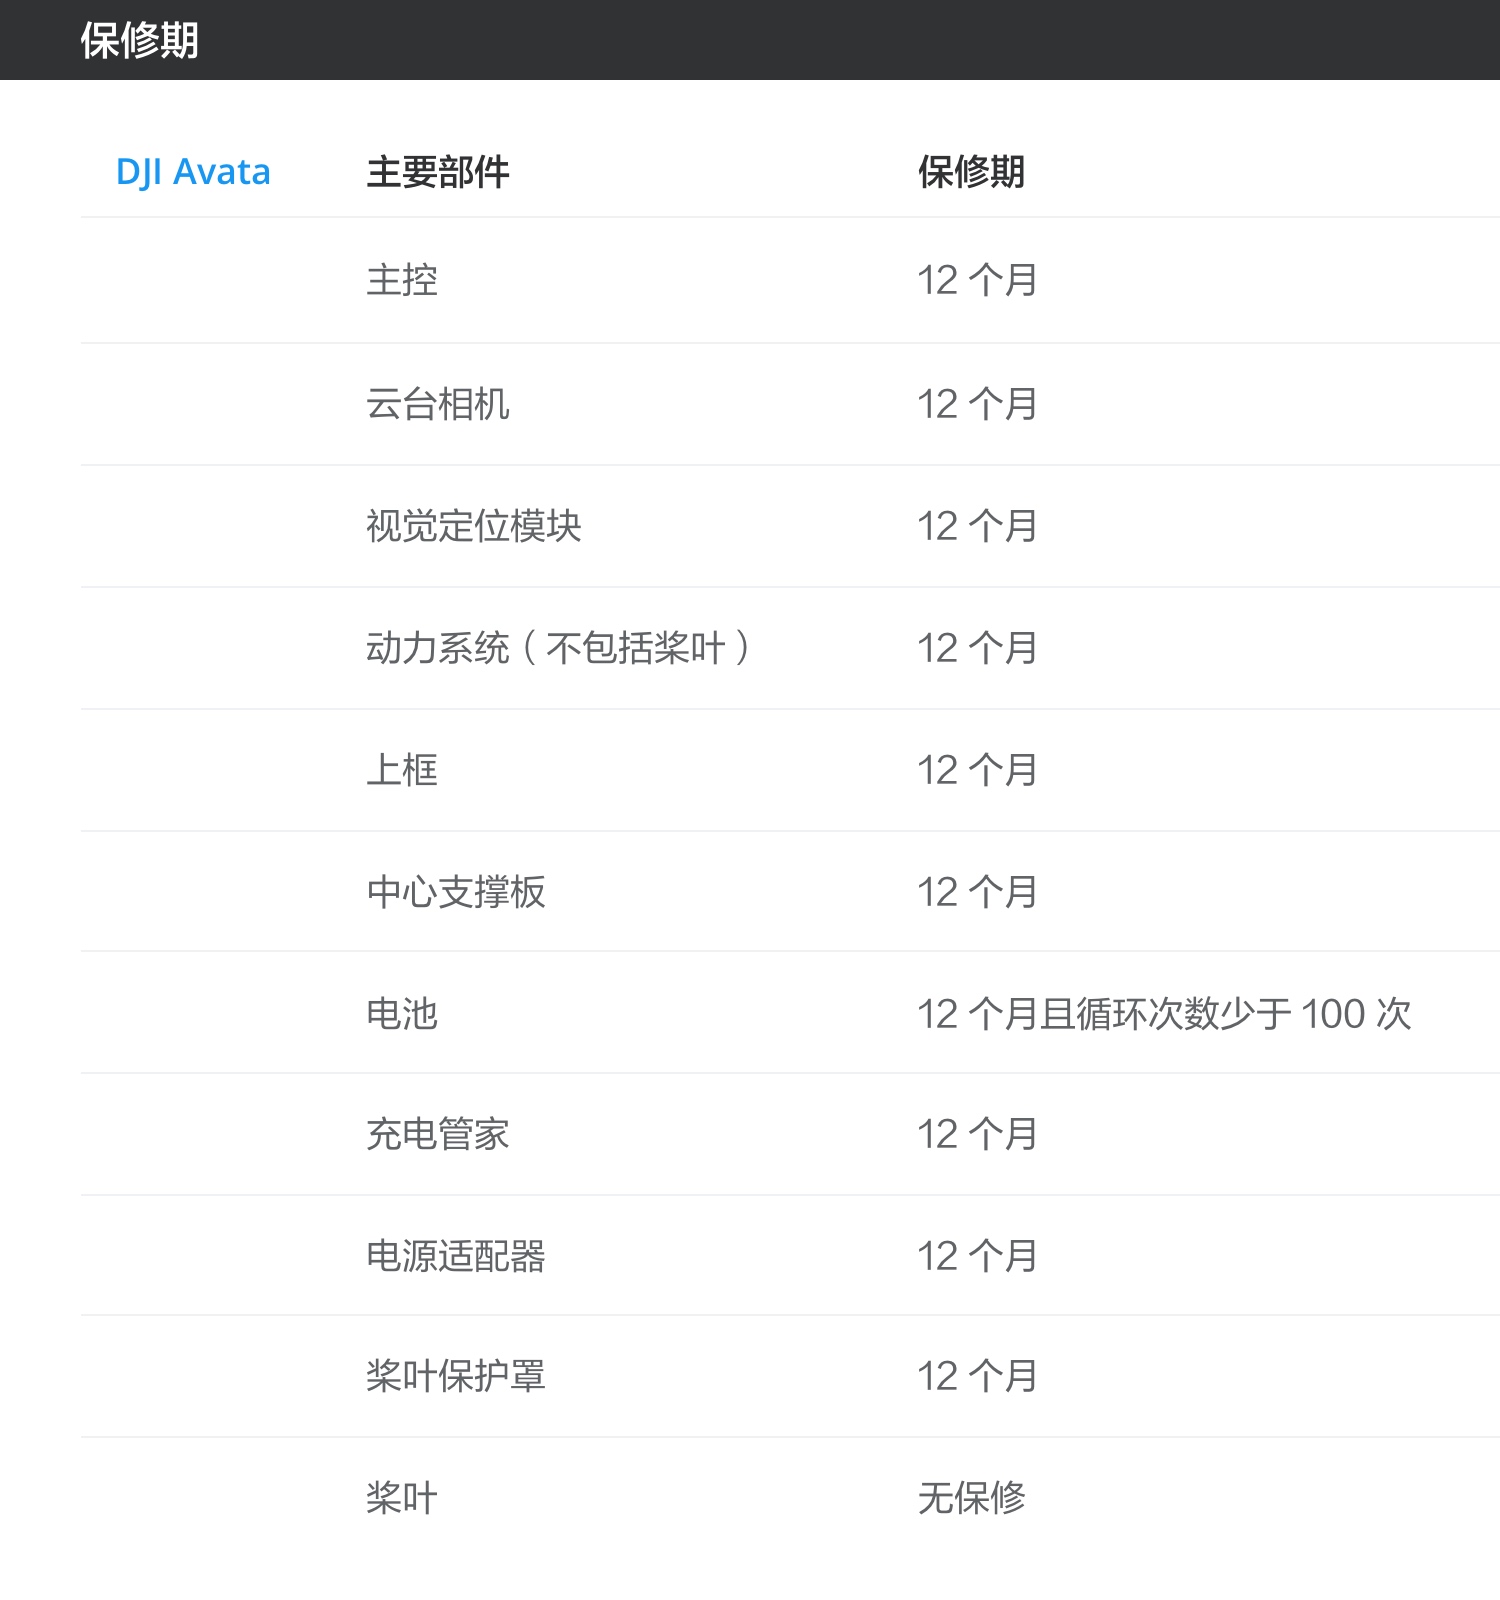 保修期
DJI Avata 主要部件 保修期
主控 12 个月
云台相机 12 个月
视觉定位模块 12 个月
动力系统（不包括桨叶） 12 个月
上框 12 个月
中心支撑板 12 个月
电池 12 个月且循环次数少于 100 次
充电管家 12 个月
电源适配器 12 个月
桨叶保护罩 12 个月
桨叶 无保修